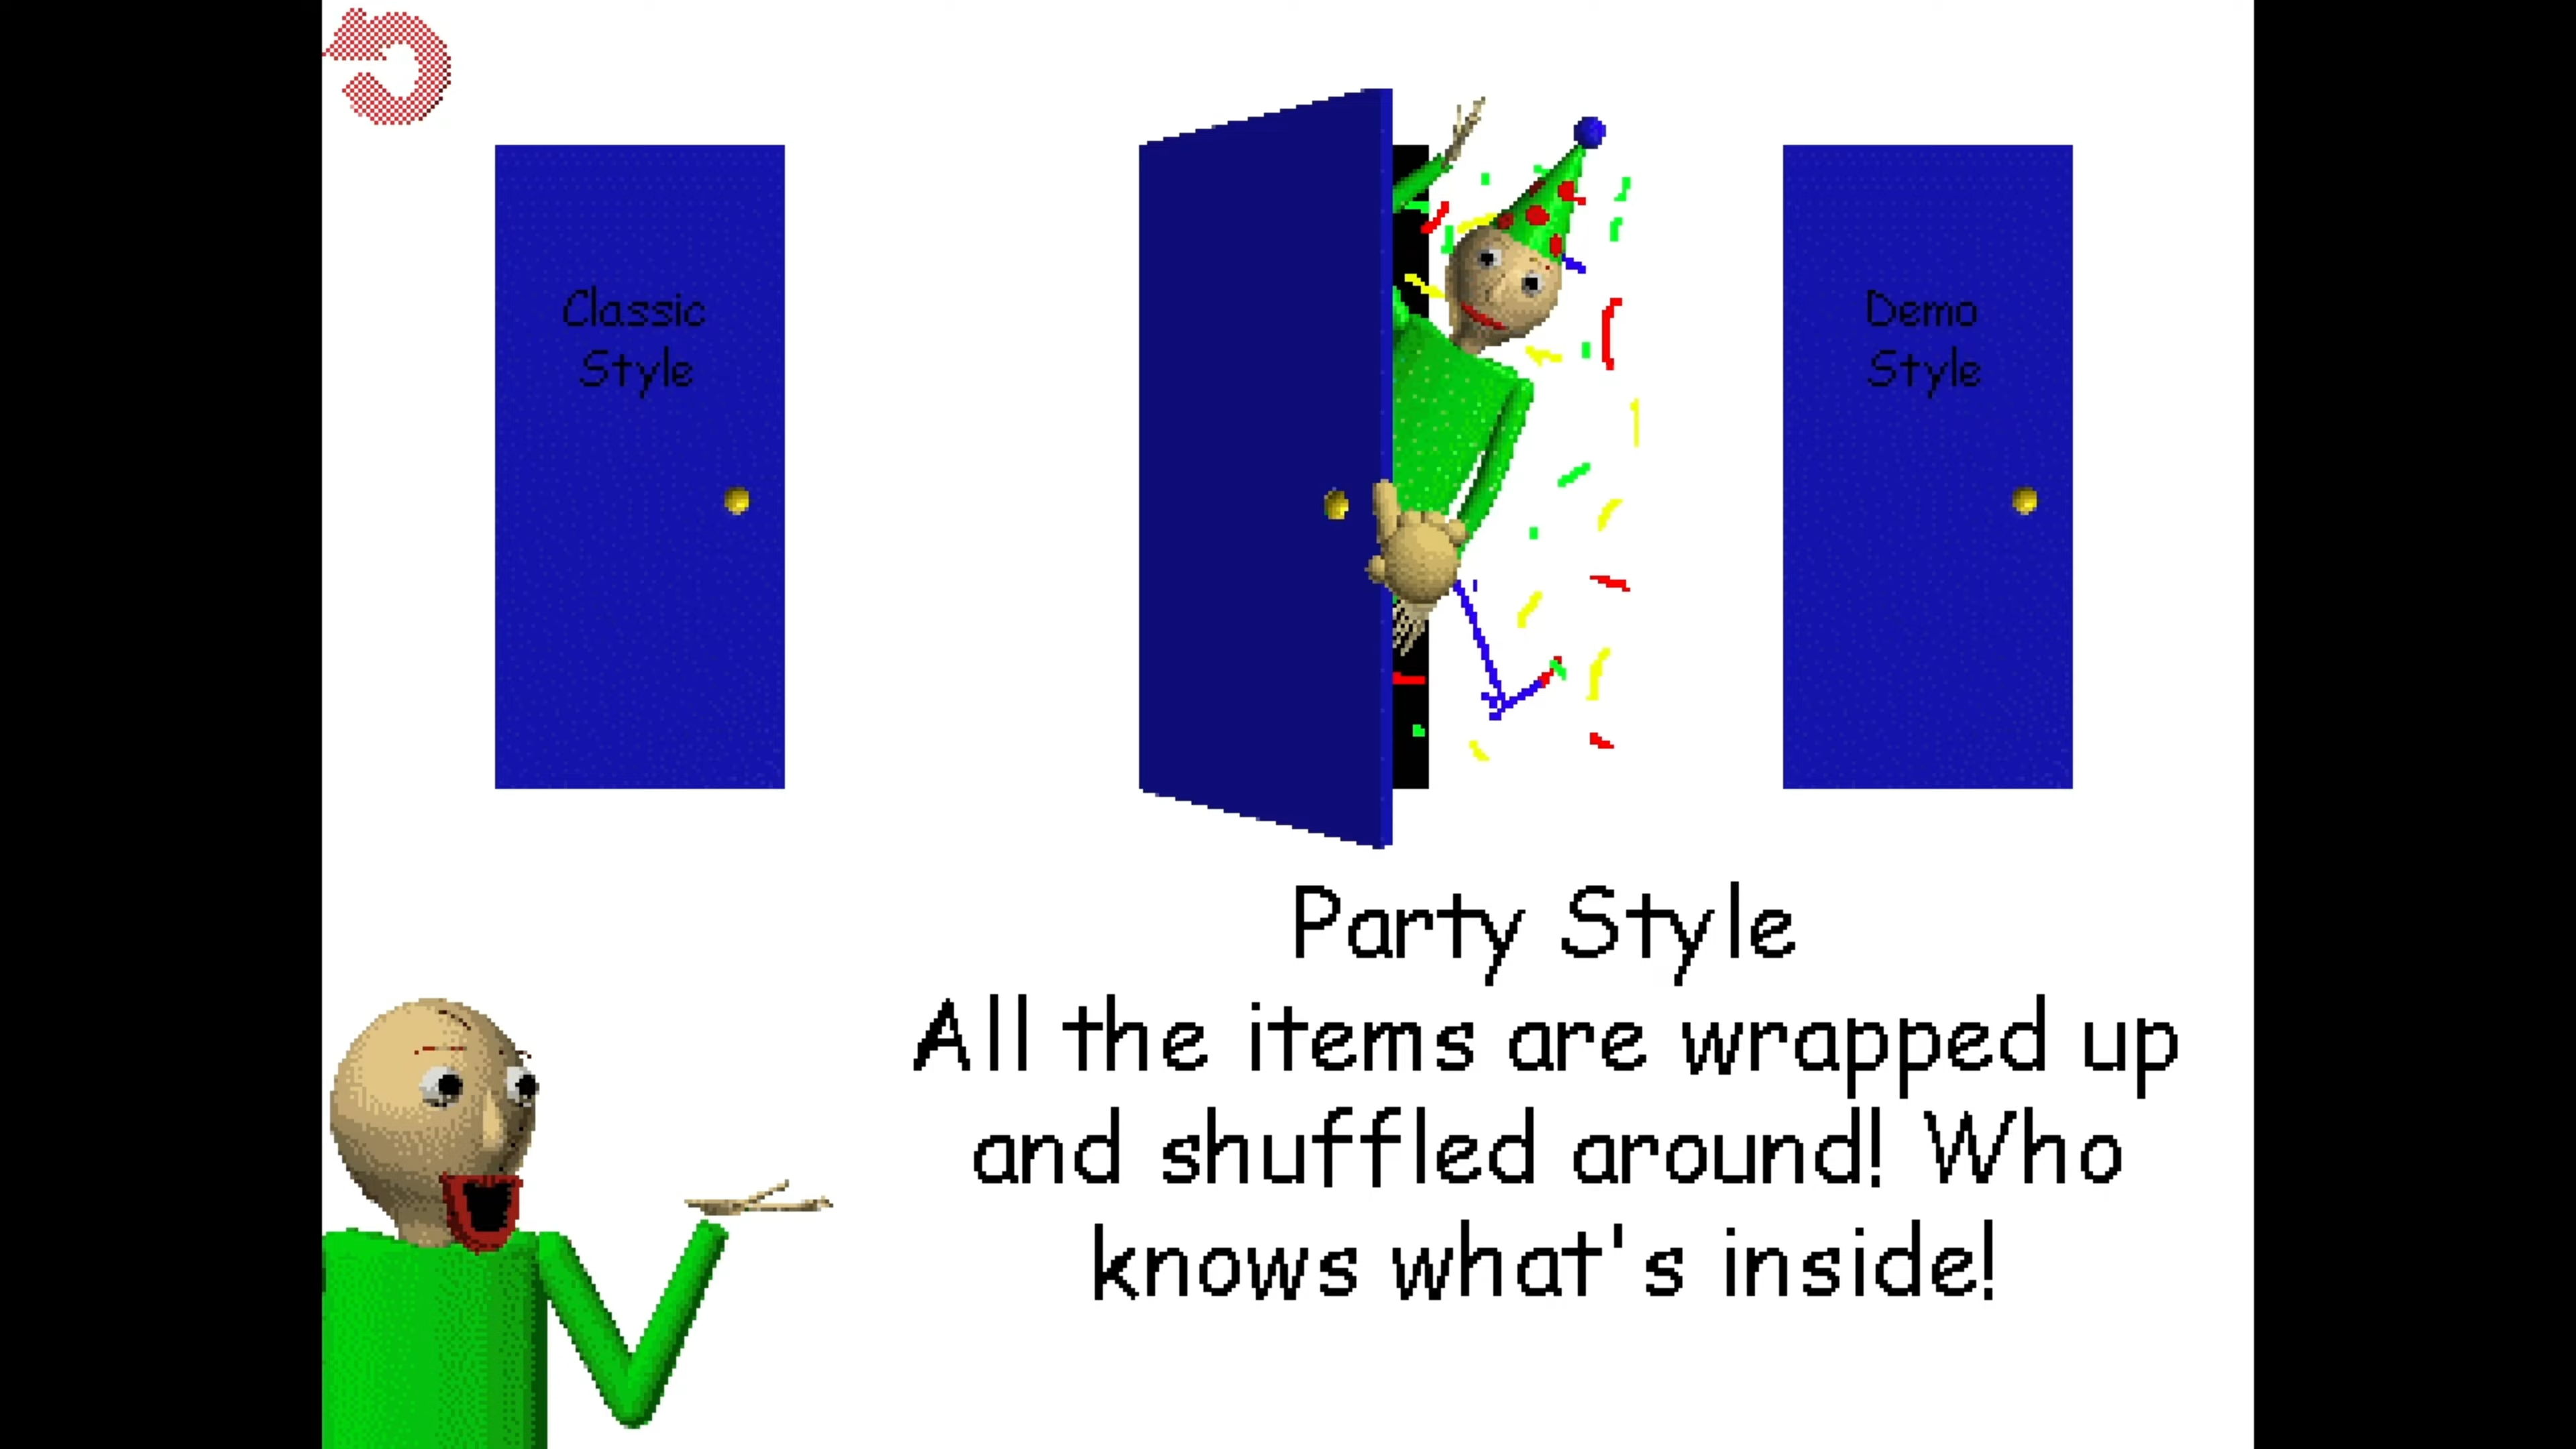 Classic
Style
Demo
Style
Party Style
All the items are wrapped up
and shuffled around! Who
knows what's inside!